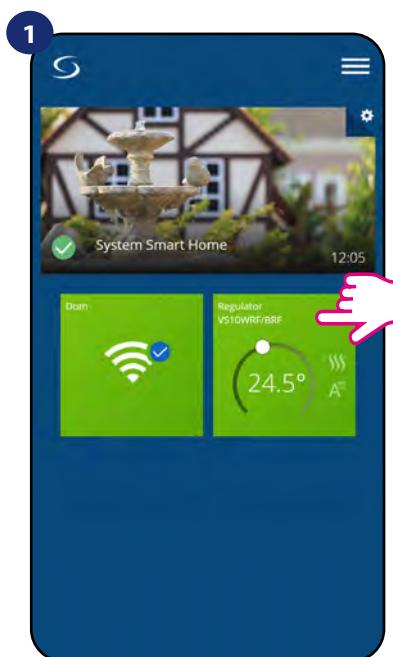 1
System Smart Home
12:05
Dom
Regulator
VS10WRF/BRF
24.5°
A